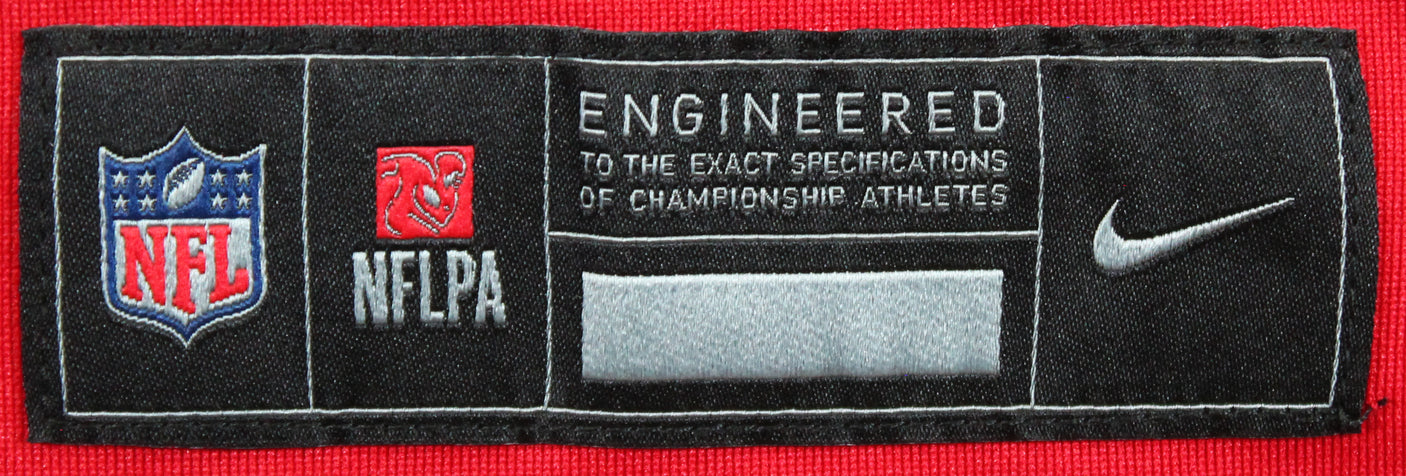 NFL
NFLPA
ENGINEERED
TO THE EXACT SPECIFICATIONS
OF CHAMPIONSHIP ATHLETES